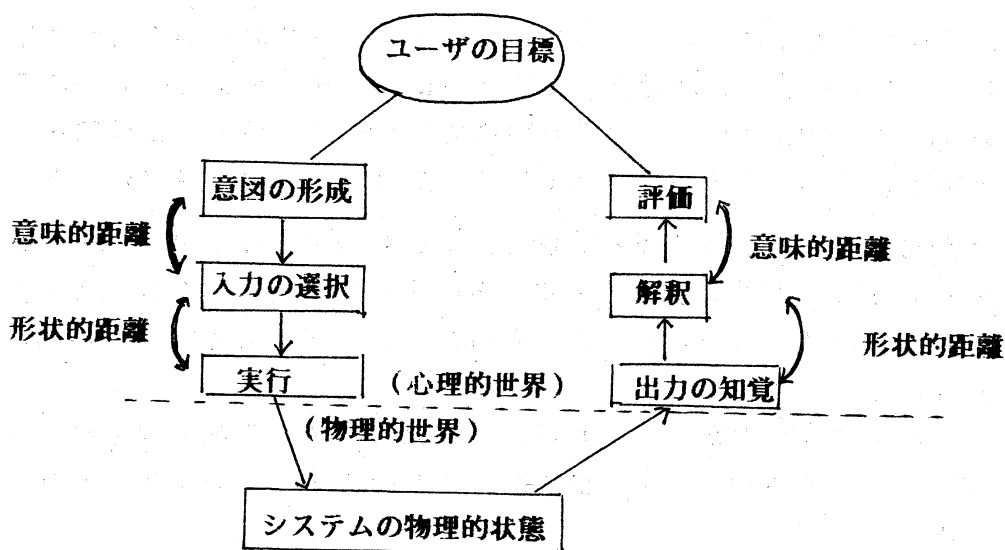 ユーザの目標
意図の形成
評価
意味的距離
意味的距離
入力の選択
解釈
形状的距離
形状的距離
実行
(心理的世界)
出力の知覚
(物理的世界)
システムの物理的状態